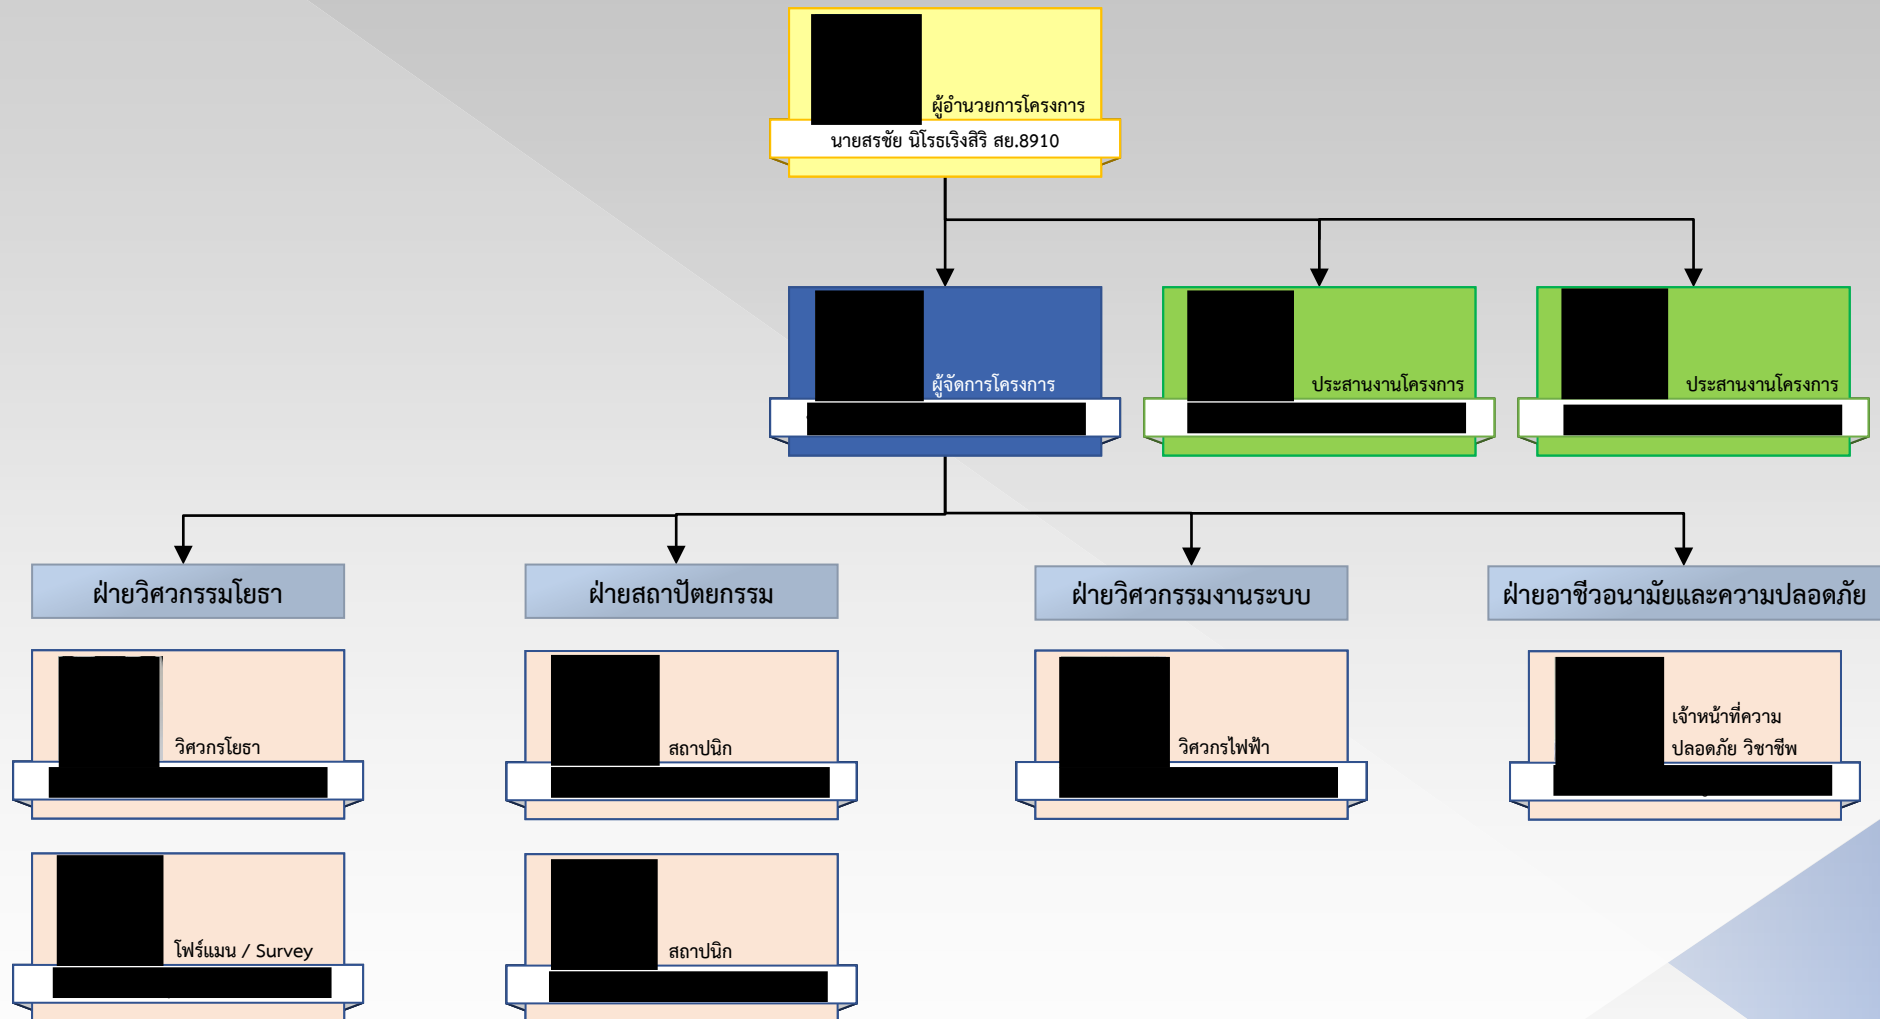 ผู้อำนวยการโครงการ
นายสรชัย นิโรธเริงสิริ สย.8910
ผู้จัดการโครงการ
ประสานงานโครงการ
ประสานงานโครงการ
ฝ่ายวิศวกรรมโยธา
ฝ่ายสถาปัตยกรรม
ฝ่ายวิศวกรรมงานระบบ
ฝ่ายอาชีวอนามัยและความปลอดภัย
วิศวกรโยธา
สถาปนิก
วิศวกรไฟฟ้า
เจ้าหน้าที่ความ
ปลอดภัย วิชาชีพ
โฟร์แมน / Survey
สถาปนิก